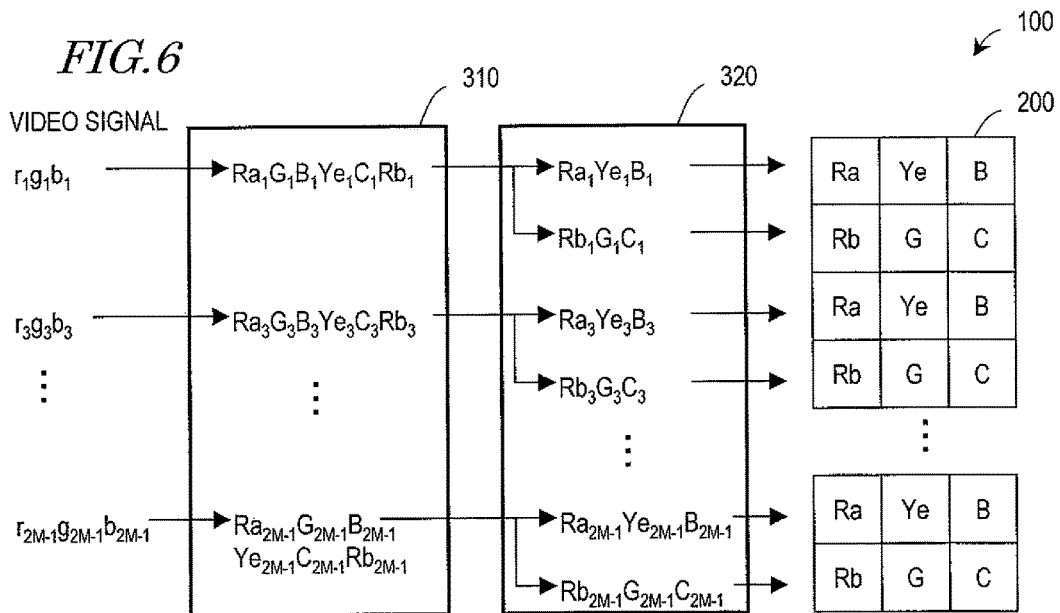 FIG.6
100
310
320
200
VIDEO SIGNAL
r₁g₁b₁
Ra₁G₁B₁Ye₁C₁Rb₁
Ra₁Ye₁B₁
Ra Ye B
Rb₁G₁C₁
Rb G C
r₃g₃b₃
Ra₃G₃B₃Ye₃C₃Rb₃
Ra₃Ye₃B₃
Ra Ye B
Rb₃G₃C₃
Rb G C
r₂M-₁g₂M-₁b₂M-₁
Ra₂M-₁G₂M-₁B₂M-₁
Ye₂M-₁C₂M-₁Rb₂M-₁
Ra₂M-₁Ye₂M-₁B₂M-₁
Ra Ye B
Rb₂M-₁G₂M-₁C₂M-₁
Rb G C